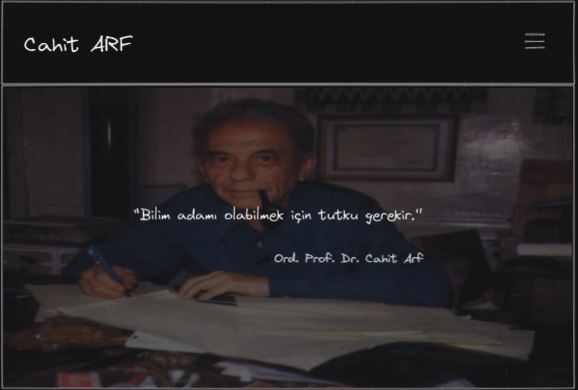 Cahit ARF
"Bilim adamı olabilmek için tutku gerekir."
Ord. Prof. Dr. Cahit Arf